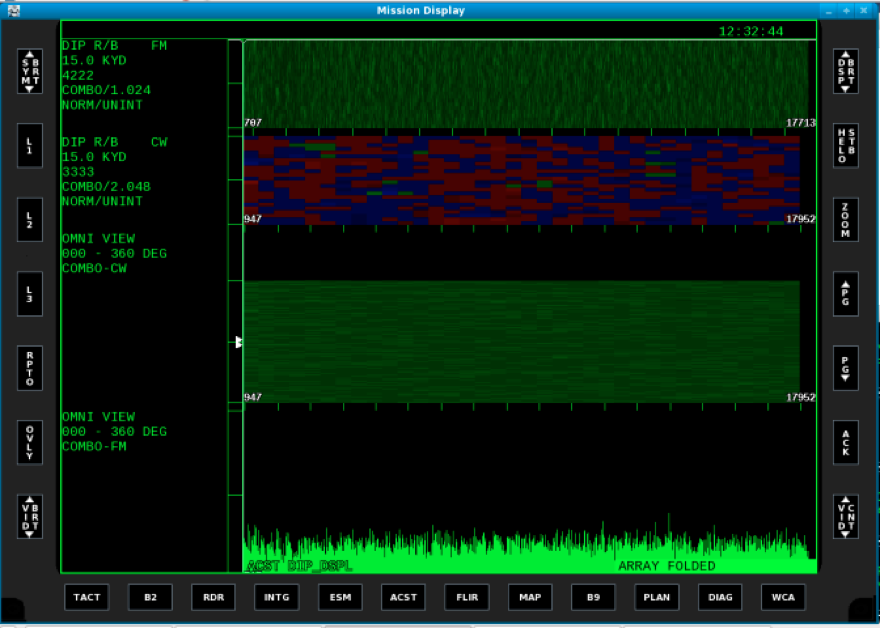 Mission Display
12:32:44
DIP R/B FM
15.0 KYD
4222
COMBO/1.024
NORM/UNINT
707 17713
DIP R/B CW
15.0 KYD
3333
COMBO/2.048
NORM/UNINT
947 17952
OMNI VIEW
000 - 360 DEG
COMBO-CW
947 17952
OMNI VIEW
000 - 360 DEG
COMBO-FM
ACST DIP_DSPL ARRAY FOLDED
SYM BRT
L1
L2
L3
RPTO
OVLY
VID BRT
DSP BRT
HELO STB
ZOOM
PG
PG
ACK
VID CNT
TACT B2 RDR INTG ESM ACST FLIR MAP B9 PLAN DIAG WCA